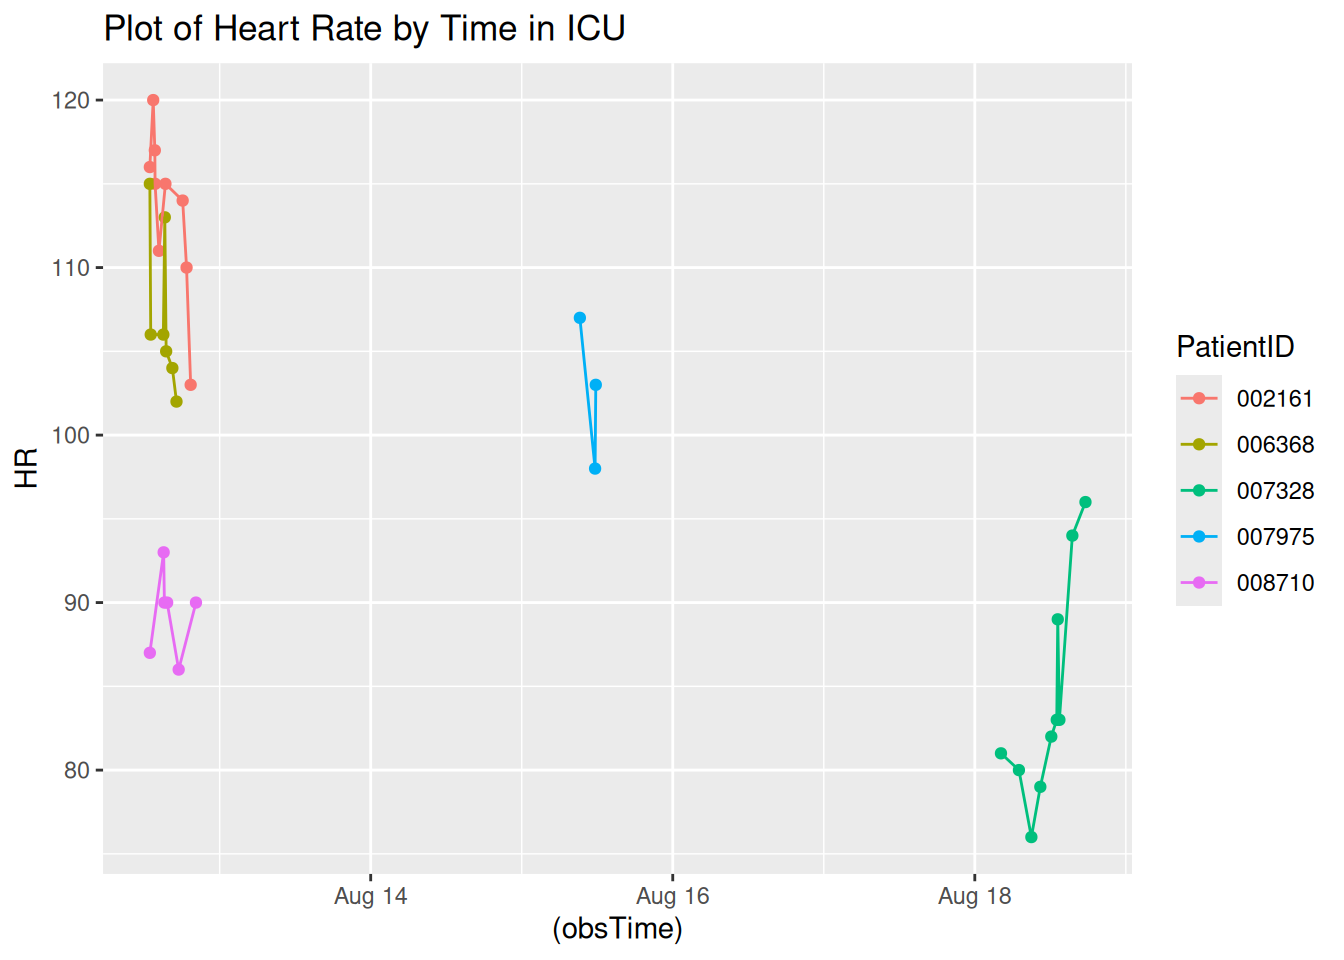 Plot of Heart Rate by Time in ICU
120
110
100
90
80
HR
Aug 14
Aug 16
Aug 18
(obsTime)
PatientID
002161
006368
007328
007975
008710